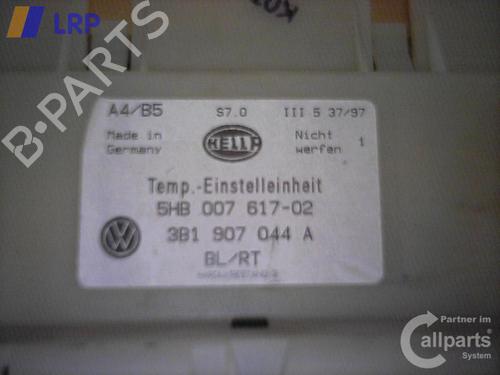 LRP
B-PARTS
A4/B5 S7.0 III 5 37/97
Made in Germany
HELLA
Nicht werfen 1
Temp.-Einstelleinheit
5HB 007 617-02
3B1 907 044 A
BL/RT
Partner im
Callparts
System